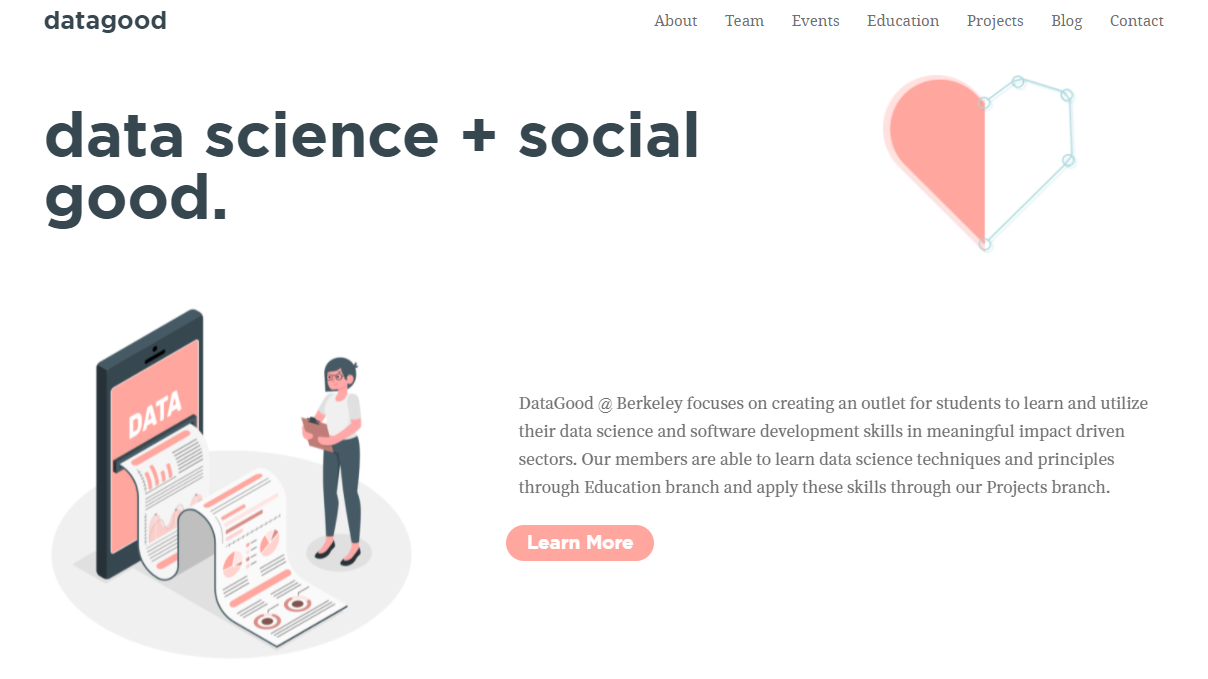 datagood
About Team Events Education Projects Blog Contact
data science + social
good.
DATA
DataGood @ Berkeley focuses on creating an outlet for students to learn and utilize
their data science and software development skills in meaningful impact driven
sectors. Our members are able to learn data science techniques and principles
through Education branch and apply these skills through our Projects branch.
Learn More